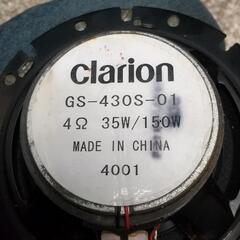 clarion
GS-430S-01
4Ω 35W/150W
MADE IN CHINA
4001